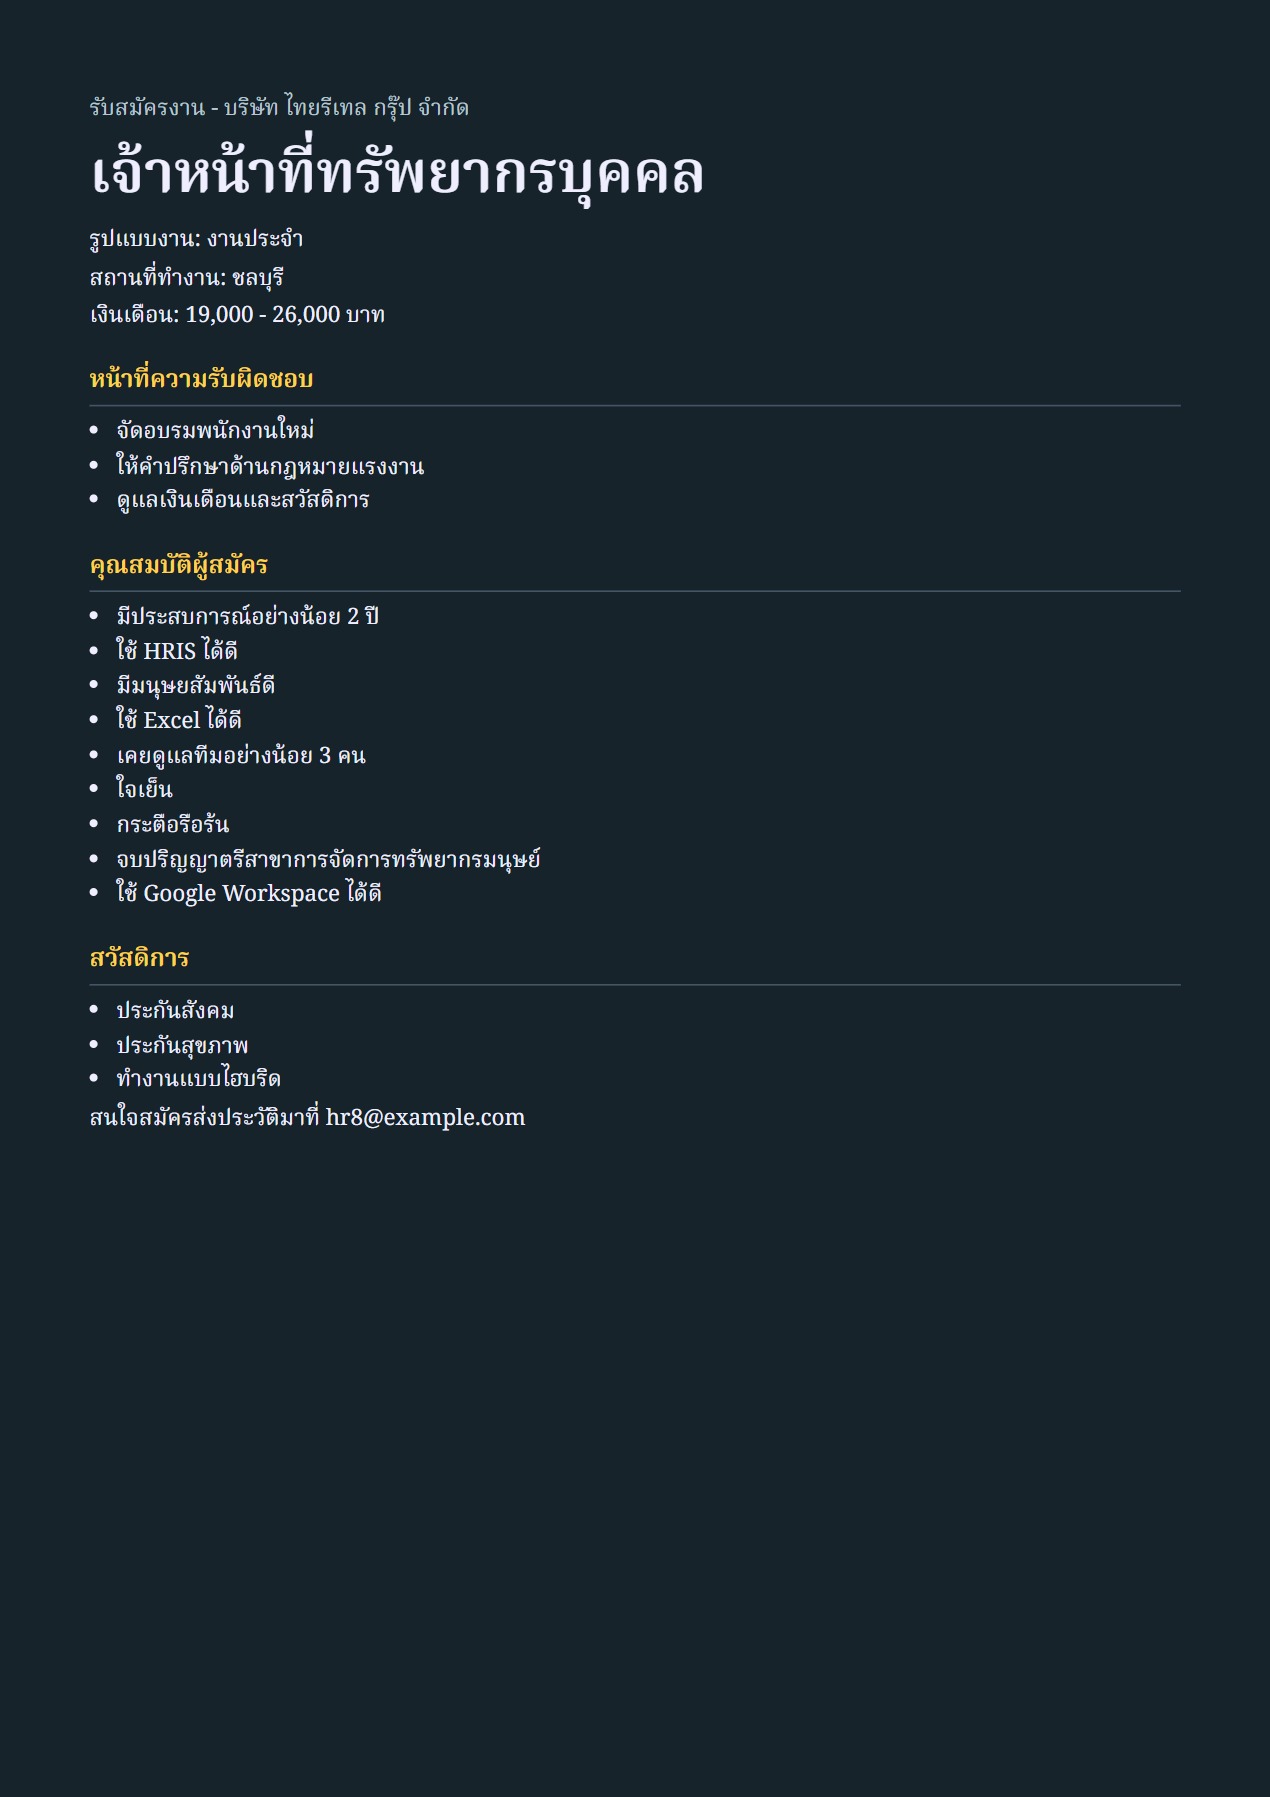 รับสมัครงาน - บริษัท ไทยรีเทล กรุ๊ป จำกัด
เจ้าหน้าที่ทรัพยากรบุคคล
รูปแบบงาน: งานประจำ
สถานที่ทำงาน: ชลบุรี
เงินเดือน: 19,000 - 26,000 บาท
หน้าที่ความรับผิดชอบ
• จัดอบรมพนักงานใหม่
• ให้คำปรึกษาด้านกฎหมายแรงงาน
• ดูแลเงินเดือนและสวัสดิการ
คุณสมบัติผู้สมัคร
• มีประสบการณ์อย่างน้อย 2 ปี
• ใช้ HRIS ได้ดี
• มีมนุษยสัมพันธ์ดี
• ใช้ Excel ได้ดี
• เคยดูแลทีมอย่างน้อย 3 คน
• ใจเย็น
• กระตือรือร้น
• จบปริญญาตรีสาขาการจัดการทรัพยากรมนุษย์
• ใช้ Google Workspace ได้ดี
สวัสดิการ
• ประกันสังคม
• ประกันสุขภาพ
• ทำงานแบบไฮบริด
สนใจสมัครส่งประวัติมาที่ hr8@example.com